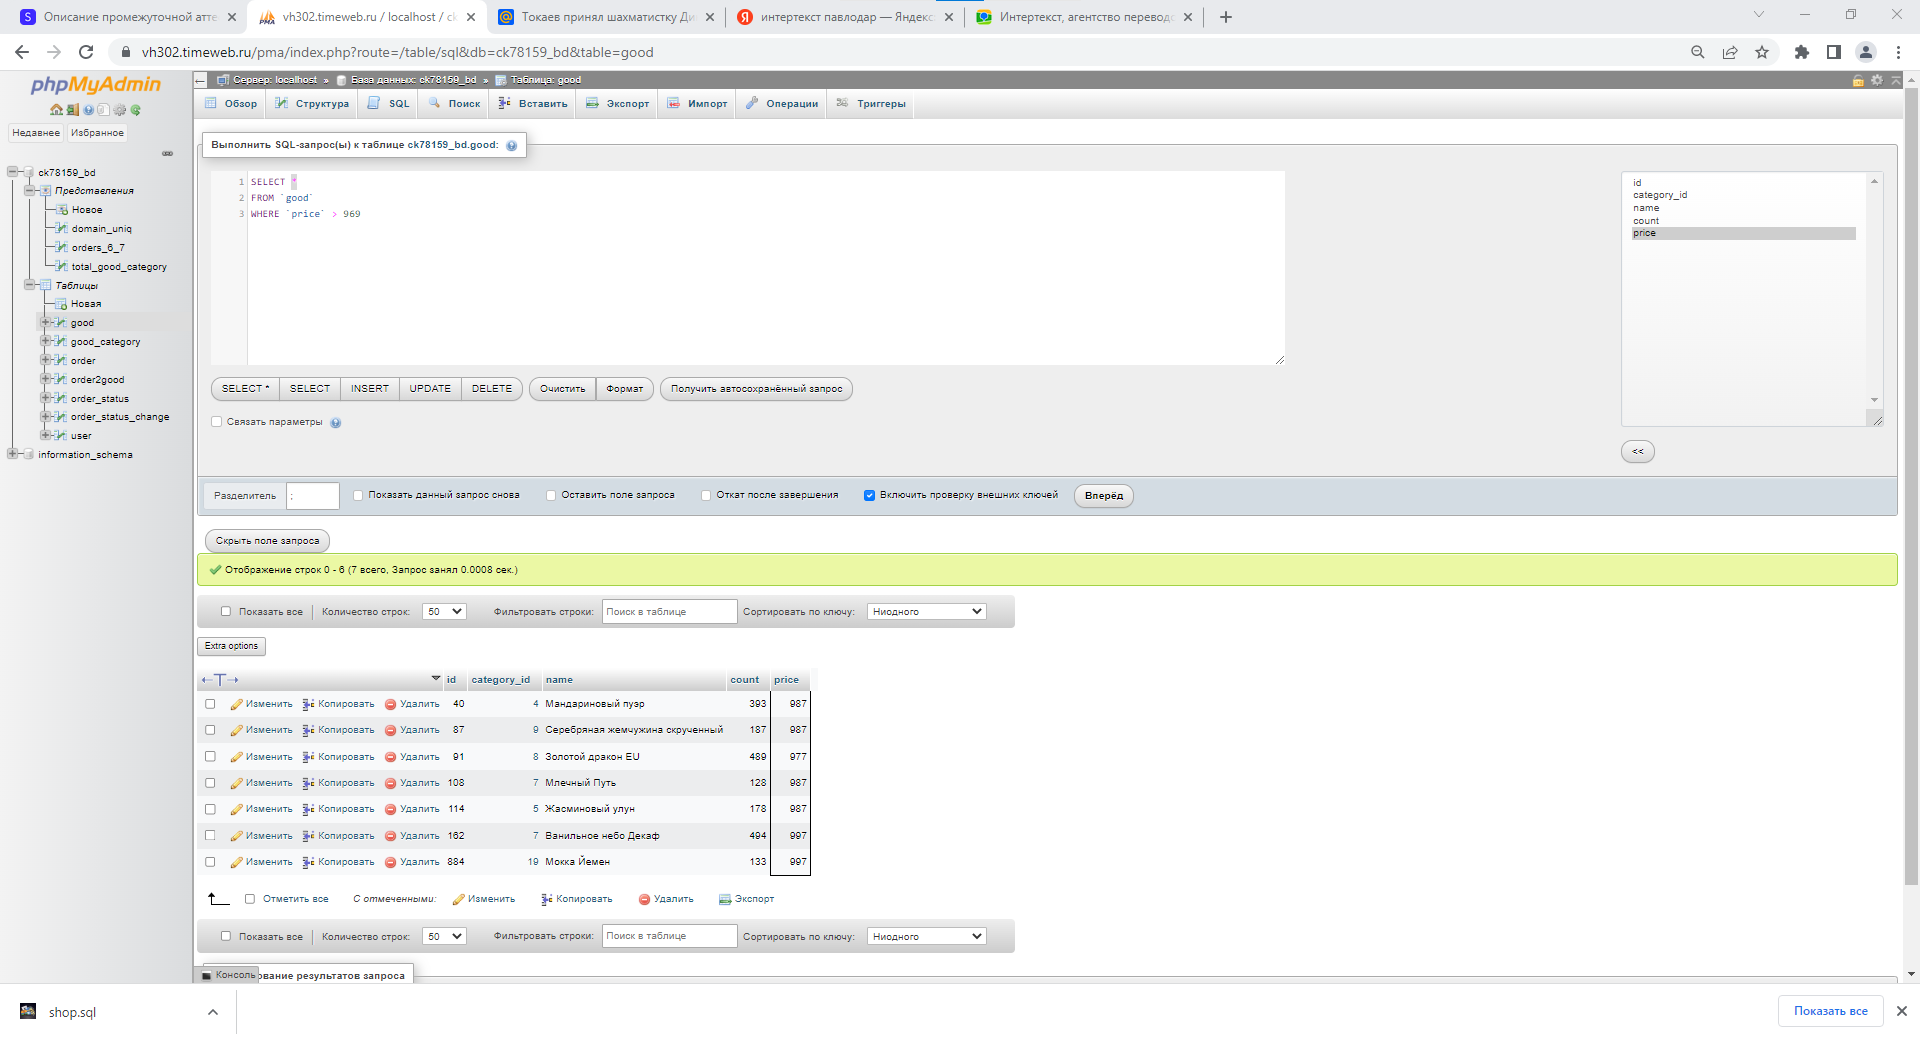 Описание промежуточной атте
vh302.timeweb.ru / localhost / ck
Токаев принял шахматистку Ди
интертекст павлодар — Яндекс
Интертекст, агентство перевод
vh302.timeweb.ru/pma/index.php?route=/table/sql&db=ck78159_bd&table=good
phpMyAdmin
Недавнее Избранное
ck78159_bd
Представления
Новое
domain_uniq
orders_6_7
total_good_category
Таблицы
Новая
good
good_category
order
order2good
order_status
order_status_change
user
information_schema
Сервер: localhost » База данных: ck78159_bd » Таблица: good
Обзор Структура SQL Поиск Вставить Экспорт Импорт Операции Триггеры
Выполнить SQL-запрос(ы) к таблице ck78159_bd.good:
1 SELECT *
2 FROM `good`
3 WHERE `price` > 969
id
category_id
name
count
price
SELECT * SELECT INSERT UPDATE DELETE Очистить Формат Получить автосохранённый запрос
Связать параметры
<<
Разделитель ; Показать данный запрос снова Оставить поле запроса Откат после завершения Включить проверку внешних ключей Вперёд
Скрыть поле запроса
Отображение строк 0 - 6 (7 всего, Запрос занял 0.0008 сек.)
Показать все Количество строк: 50 Фильтровать строки: Поиск в таблице Сортировать по ключу: Ниодного
Extra options
←T→ id category_id name count price
Изменить Копировать Удалить 40 4 Мандариновый пуэр 393 987
Изменить Копировать Удалить 87 9 Серебряная жемчужина скрученный 187 987
Изменить Копировать Удалить 91 8 Золотой дракон EU 489 977
Изменить Копировать Удалить 108 7 Млечный Путь 128 987
Изменить Копировать Удалить 114 5 Жасминовый улун 178 987
Изменить Копировать Удалить 162 7 Ванильное небо Декаф 494 997
Изменить Копировать Удалить 884 19 Мокка Йемен 133 997
Отметить все С отмеченными: Изменить Копировать Удалить Экспорт
Показать все Количество строк: 50 Фильтровать строки: Поиск в таблице Сортировать по ключу: Ниодного
Консоль ование результатов запроса
shop.sql
Показать все